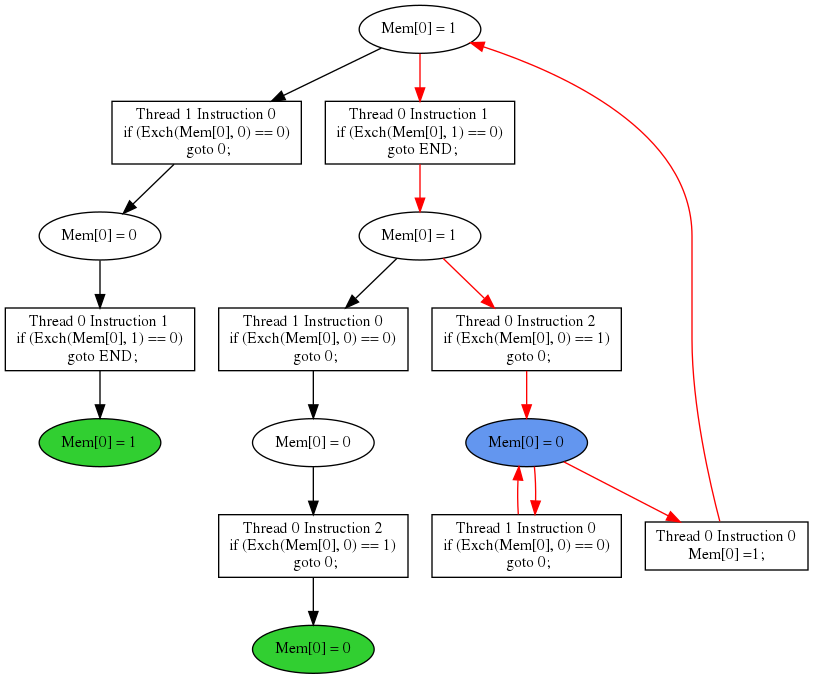 Mem[0] = 1
Thread 1 Instruction 0
if (Exch(Mem[0], 0) == 0)
goto 0;
Thread 0 Instruction 1
if (Exch(Mem[0], 1) == 0)
goto END;
Mem[0] = 0
Mem[0] = 1
Thread 0 Instruction 1
if (Exch(Mem[0], 1) == 0)
goto END;
Thread 1 Instruction 0
if (Exch(Mem[0], 0) == 0)
goto 0;
Thread 0 Instruction 2
if (Exch(Mem[0], 0) == 1)
goto 0;
Mem[0] = 1
Mem[0] = 0
Mem[0] = 0
Thread 0 Instruction 2
if (Exch(Mem[0], 0) == 1)
goto 0;
Thread 1 Instruction 0
if (Exch(Mem[0], 0) == 0)
goto 0;
Thread 0 Instruction 0
Mem[0] =1;
Mem[0] = 0